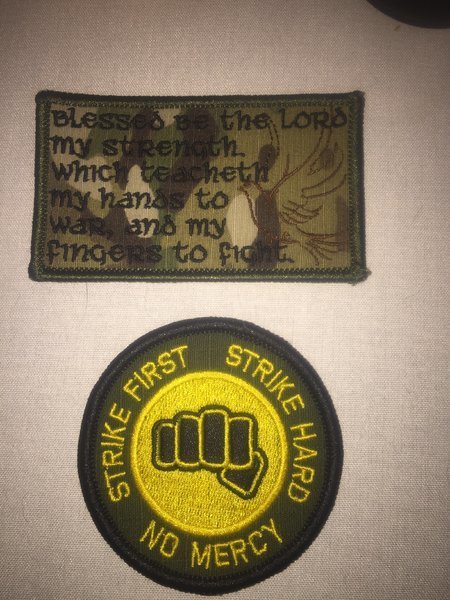 Blessed be the Lord
my strength
which teacheth
my hands to
war, and my
fingers to fight.
STRIKE FIRST STRIKE HARD
NO MERCY